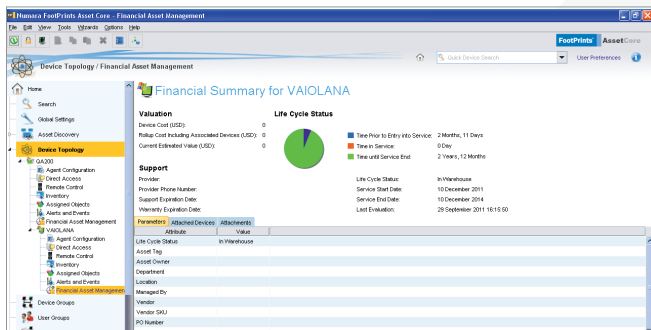 Numara FootPrints Asset Core - Financial Asset Management
File Edit View Tools Wizards Options Help
FootPrints AssetCore
Quick Device Search
User Preferences
Device Topology / Financial Asset Management
Home
Search
Global Settings
Asset Discovery
Device Topology
QA200
Agent Configuration
Direct Access
Remote Control
Inventory
Assigned Objects
Alerts and Events
Financial Asset Management
VAIOLANA
Agent Configuration
Direct Access
Remote Control
Inventory
Assigned Objects
Alerts and Events
Financial Asset Managemen
Device Groups
User Groups
Financial Summary for VAIOLANA
Valuation
Device Cost (USD): 0
Rollup Cost Including Associated Devices (USD): 0
Current Estimated Value (USD): 0
Life Cycle Status
Time Prior to Entry into Service: 2 Months, 11 Days
Time in Service: 0 Day
Time until Service End: 2 Years, 12 Months
Support
Provider:
Provider Phone Number:
Support Expiration Date:
Warranty Expiration Date:
Life Cycle Status: In Warehouse
Service Start Date: 10 December 2011
Service End Date: 10 December 2014
Last Evaluation: 29 September 2011 16:15:50
Parameters Attached Devices Attachments
Attribute Value
Life Cycle Status In Warehouse
Asset Tag
Asset Owner
Department
Location
Managed By
Vendor
Vendor SKU
PO Number